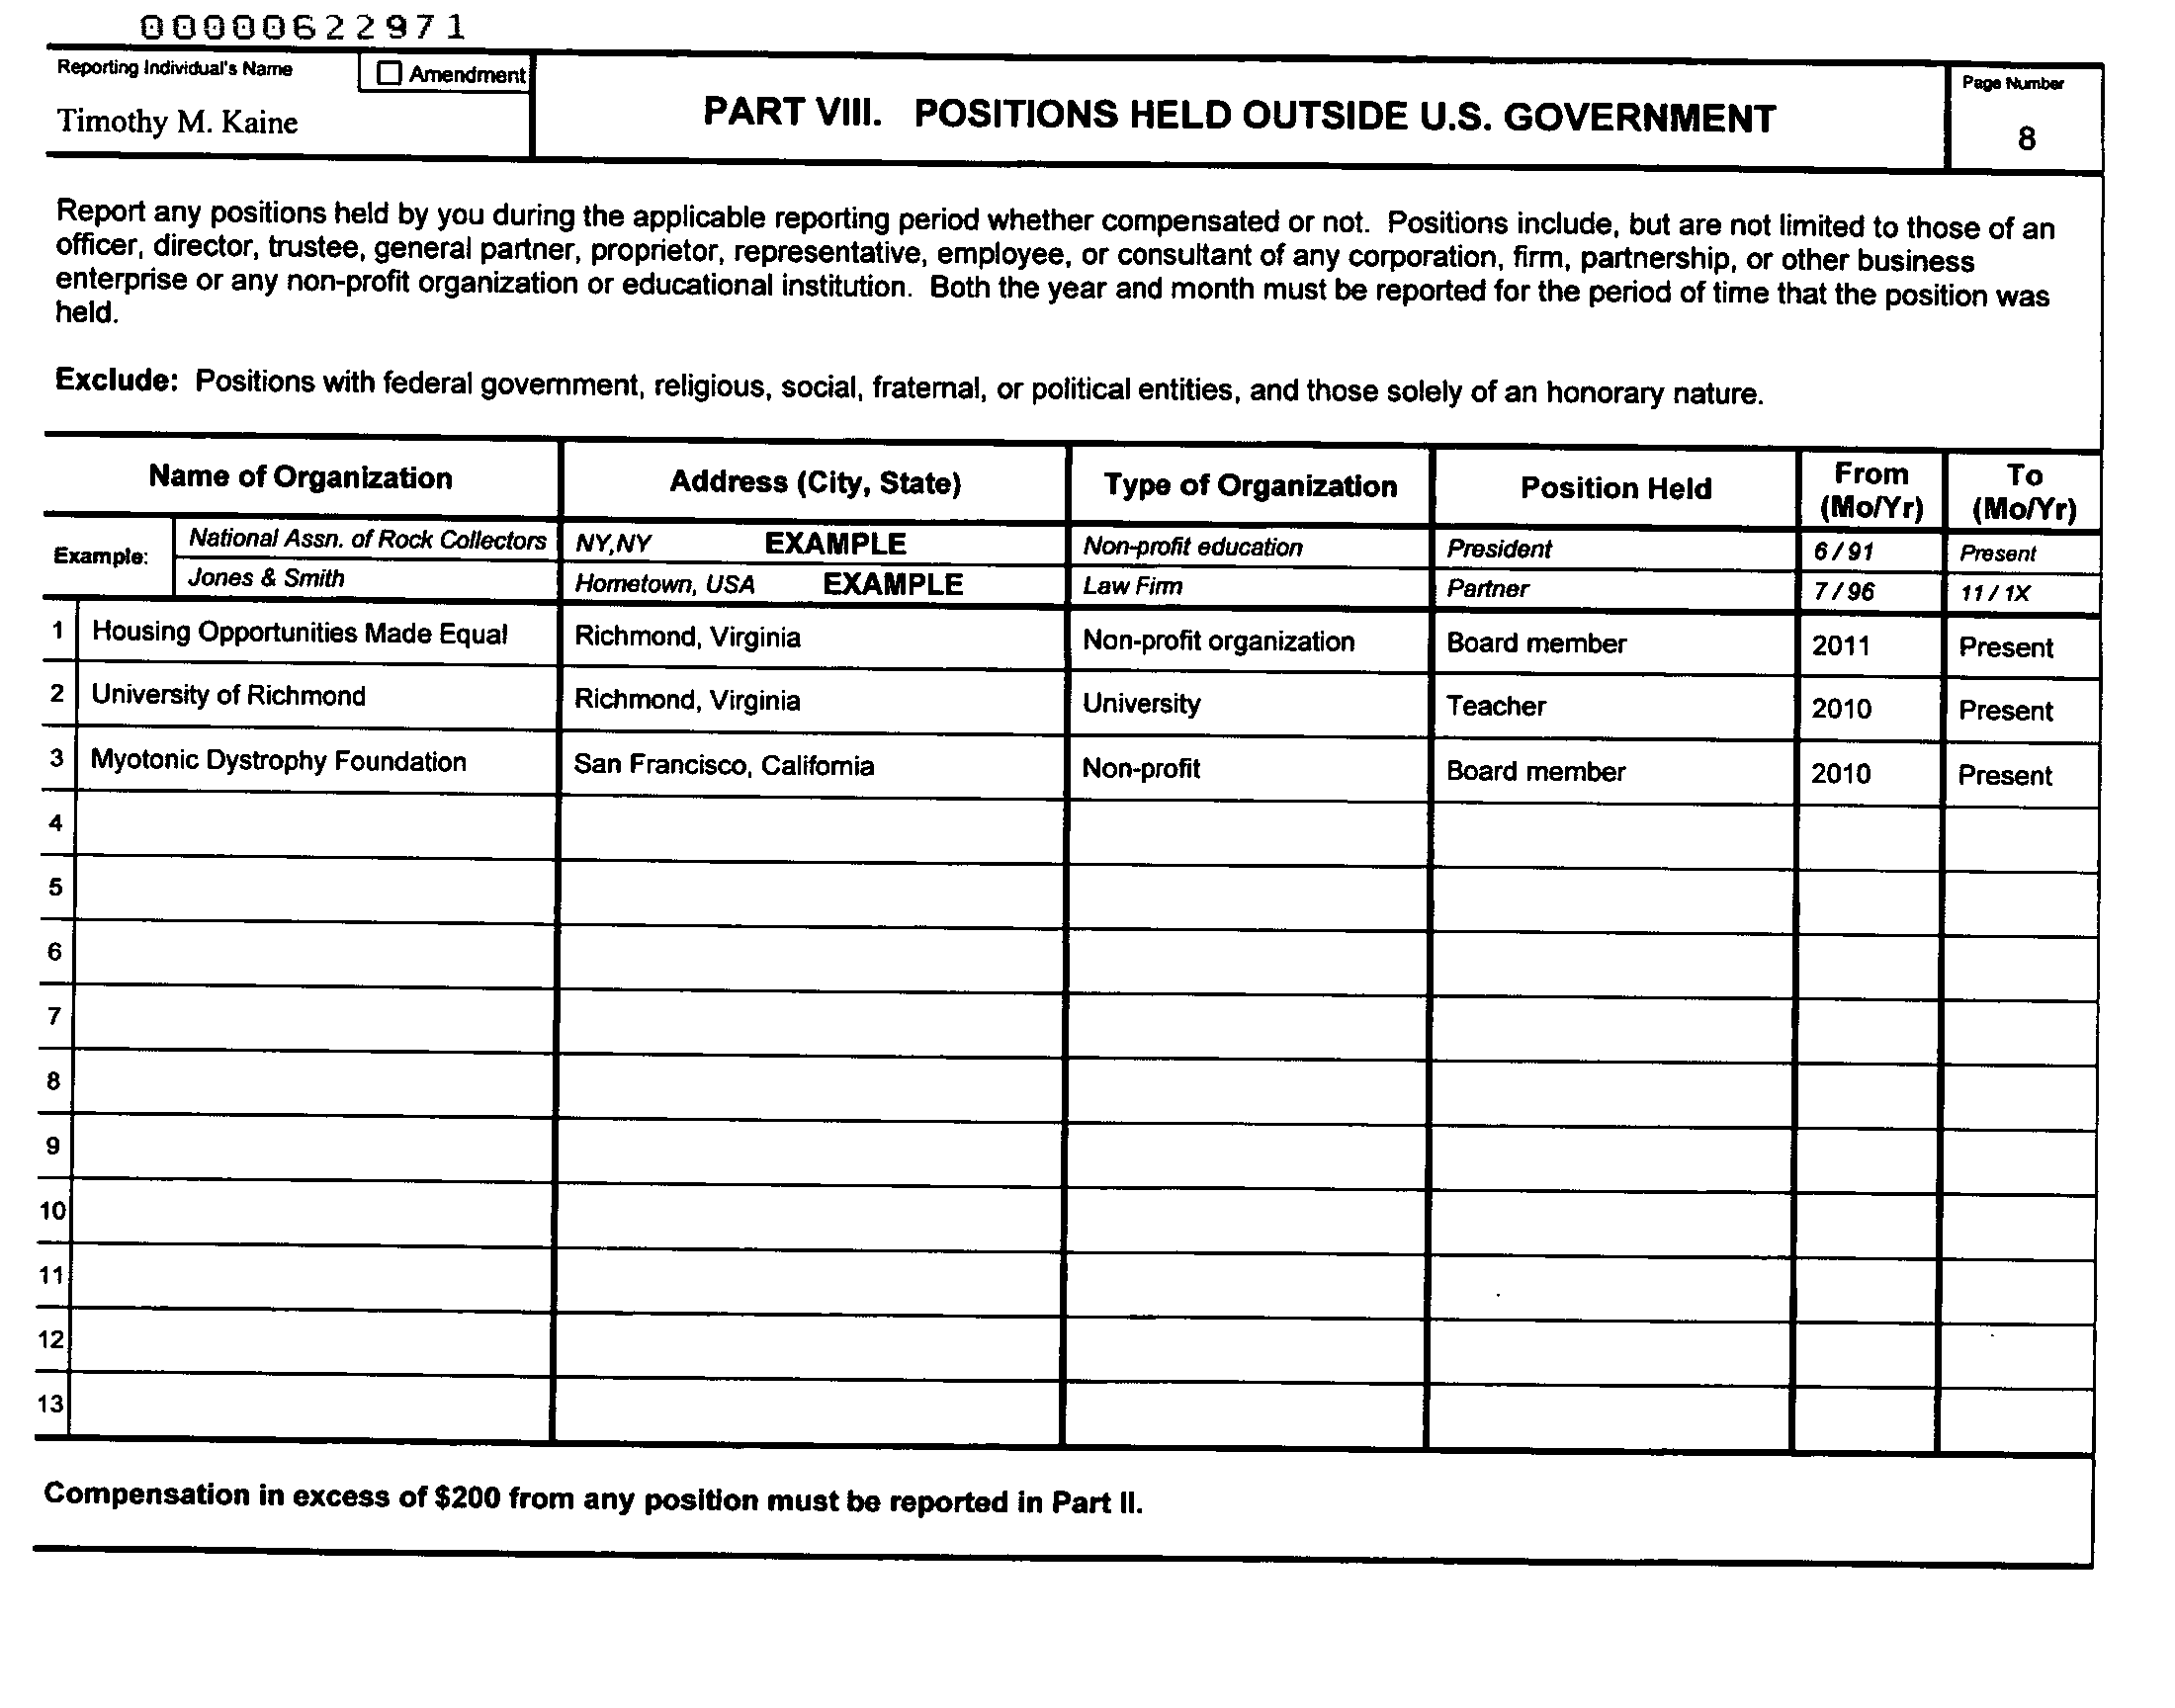 00000622971
Reporting Individual's Name
Amendment
Timothy M. Kaine
PART VIII. POSITIONS HELD OUTSIDE U.S. GOVERNMENT
Page Number
8
Report any positions held by you during the applicable reporting period whether compensated or not. Positions include, but are not limited to those of an
officer, director, trustee, general partner, proprietor, representative, employee, or consultant of any corporation, firm, partnership, or other business
enterprise or any non-profit organization or educational institution. Both the year and month must be reported for the period of time that the position was
held.
Exclude: Positions with federal government, religious, social, fraternal, or political entities, and those solely of an honorary nature.
Name of Organization Address (City, State) Type of Organization Position Held From (Mo/Yr) To (Mo/Yr)
Example: National Assn. of Rock Collectors NY,NY EXAMPLE Non-profit education President 6 / 91 Present
Jones & Smith Hometown, USA EXAMPLE Law Firm Partner 7 / 96 11 / 1X
1 Housing Opportunities Made Equal Richmond, Virginia Non-profit organization Board member 2011 Present
2 University of Richmond Richmond, Virginia University Teacher 2010 Present
3 Myotonic Dystrophy Foundation San Francisco, California Non-profit Board member 2010 Present
4
5
6
7
8
9
10
11
12
13
Compensation in excess of $200 from any position must be reported in Part II.